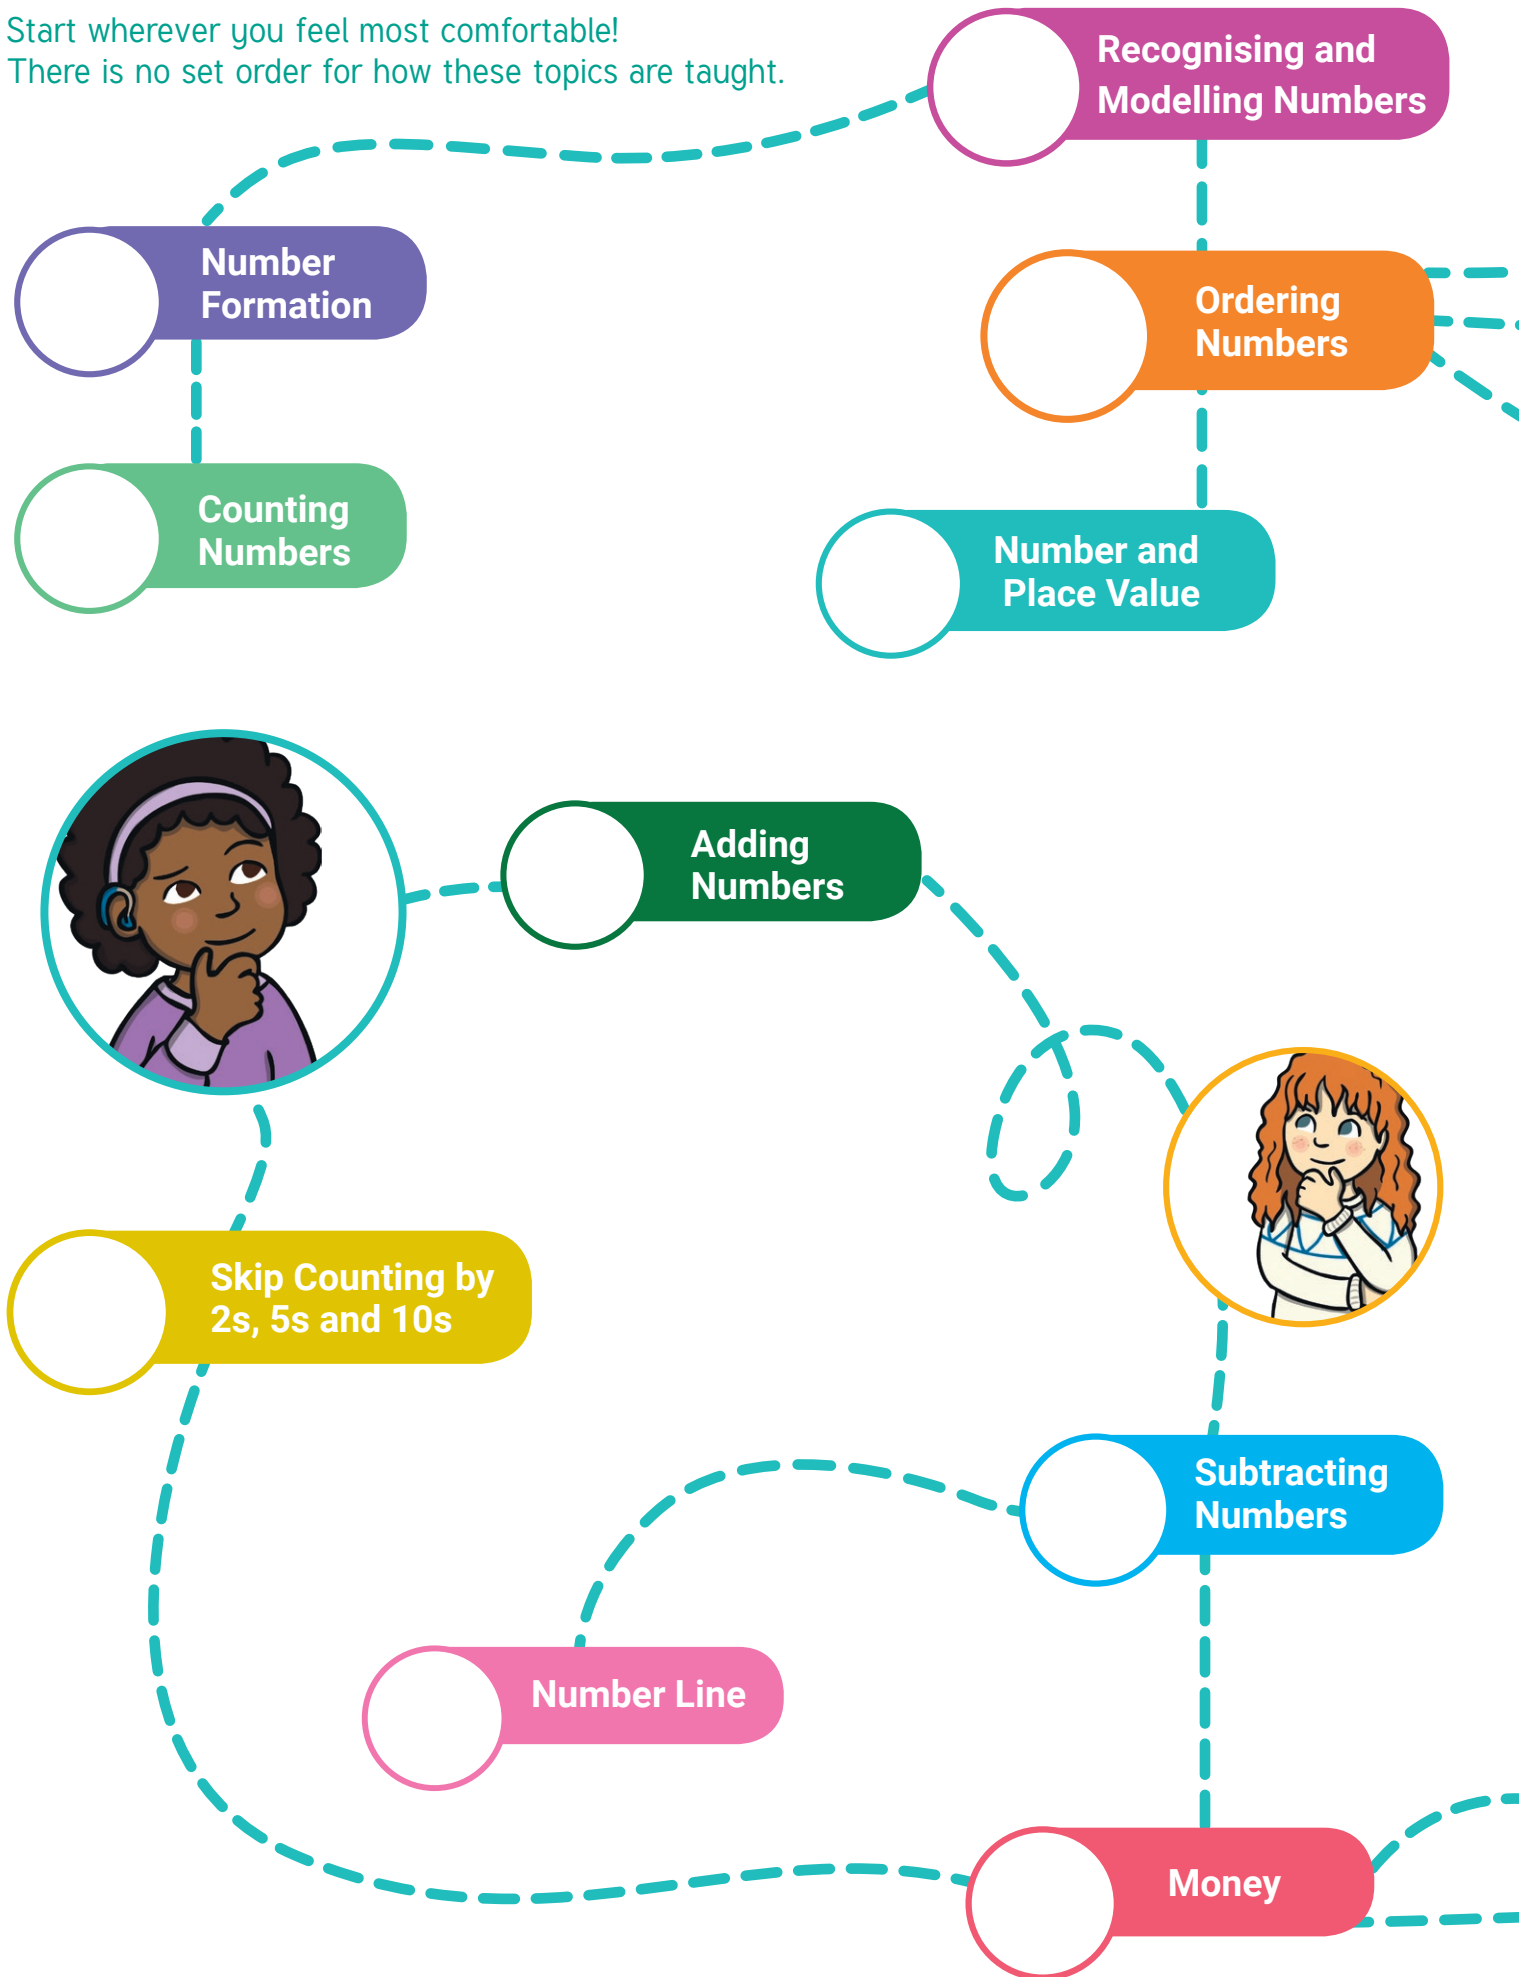 Start wherever you feel most comfortable!
There is no set order for how these topics are taught.
Recognising and
Modelling Numbers
Number
Formation
Ordering
Numbers
Counting
Numbers
Number and
Place Value
Adding
Numbers
Skip Counting by
2s, 5s and 10s
Subtracting
Numbers
Number Line
Money